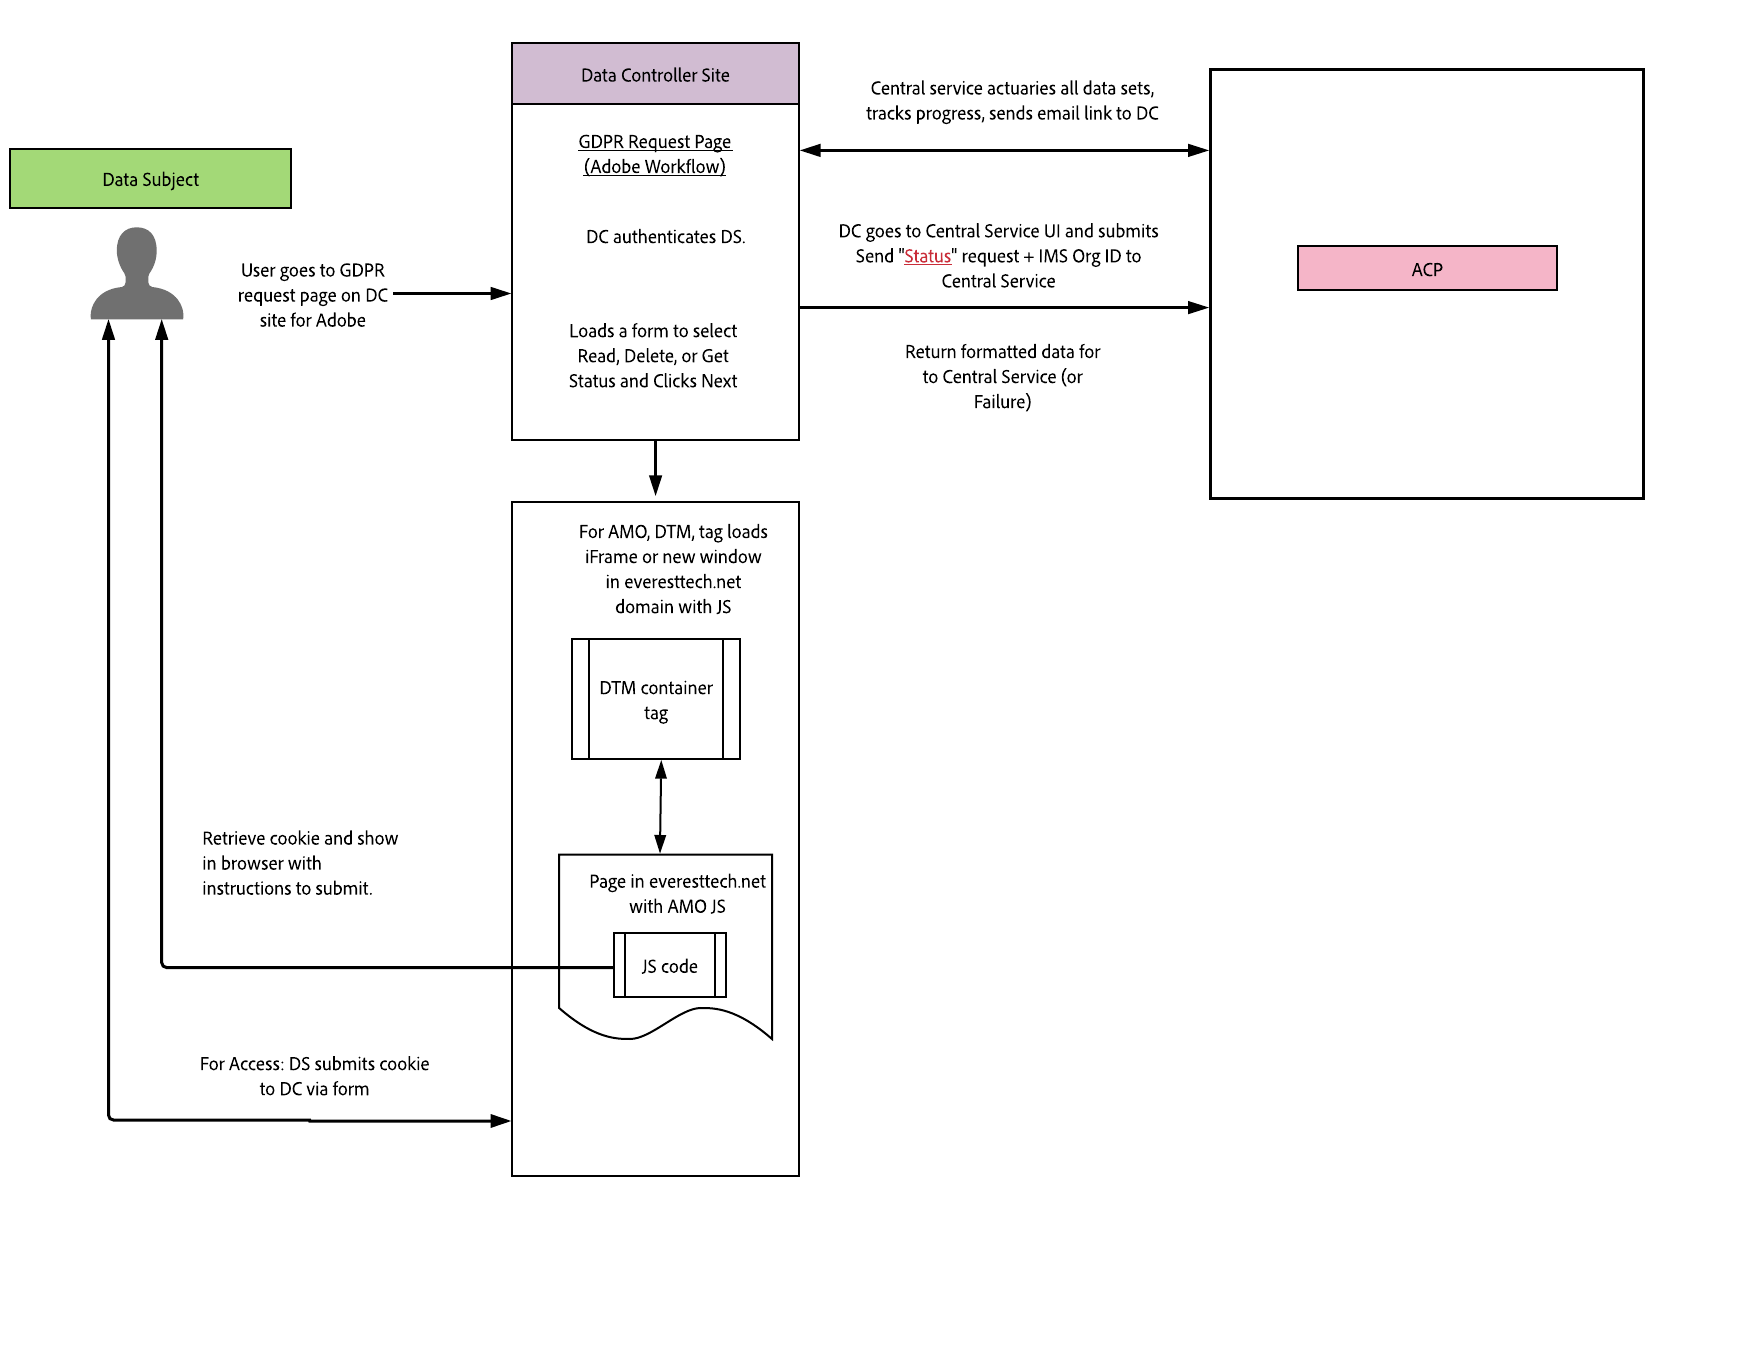 Data Controller Site
GDPR Request Page
(Adobe Workflow)
DC authenticates DS.
Loads a form to select
Read, Delete, or Get
Status and Clicks Next
Data Subject
User goes to GDPR
request page on DC
site for Adobe
Central service actuaries all data sets,
tracks progress, sends email link to DC
DC goes to Central Service UI and submits
Send "Status" request + IMS Org ID to
Central Service
Return formatted data for
to Central Service (or
Failure)
ACP
For AMO, DTM, tag loads
iFrame or new window
in everesttech.net
domain with JS
DTM container
tag
Page in everesttech.net
with AMO JS
JS code
Retrieve cookie and show
in browser with
instructions to submit.
For Access: DS submits cookie
to DC via form